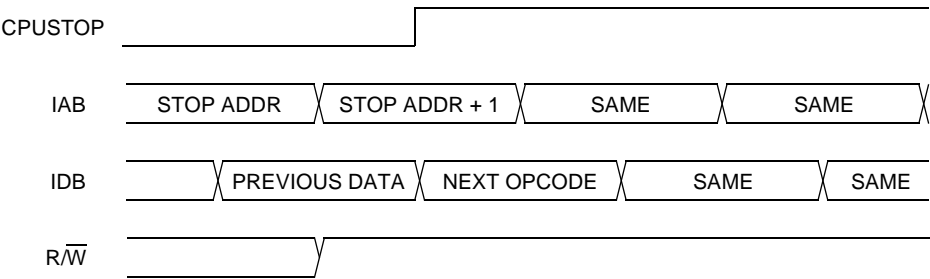 CPUSTOP
IAB STOP ADDR STOP ADDR + 1 SAME SAME
IDB PREVIOUS DATA NEXT OPCODE SAME SAME
R/W̅